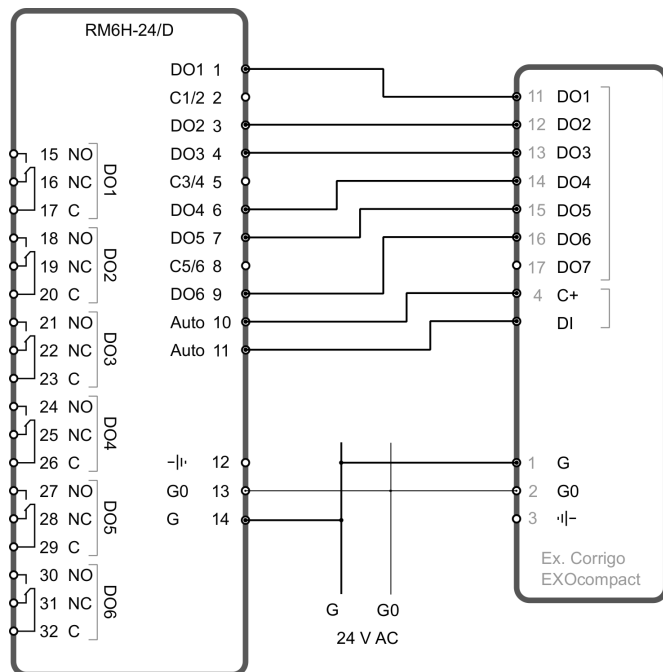 RM6H-24/D
DO1 1
C1/2 2
DO2 3
DO3 4
C3/4 5
DO4 6
DO5 7
C5/6 8
DO6 9
Auto 10
Auto 11
12
G0 13
G 14
15 NO
16 NC
17 C
DO1
18 NO
19 NC
20 C
DO2
21 NO
22 NC
23 C
DO3
24 NO
25 NC
26 C
DO4
27 NO
28 NC
29 C
DO5
30 NO
31 NC
32 C
DO6
11 DO1
12 DO2
13 DO3
14 DO4
15 DO5
16 DO6
17 DO7
4 C+
DI
1 G
2 G0
3
Ex. Corrigo
EXOcompact
G G0
24 V AC